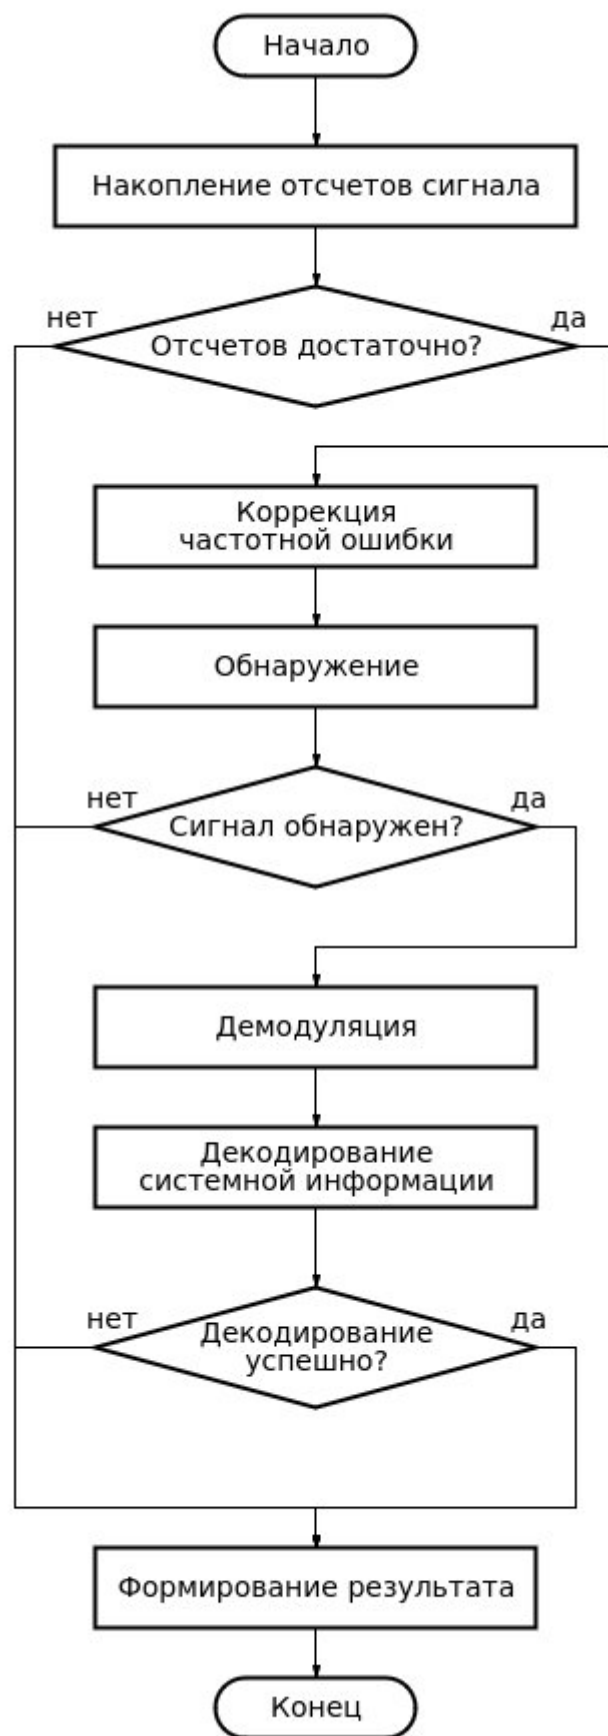 Начало
Накопление отсчетов сигнала
нет
да
Отсчетов достаточно?
Коррекция
частотной ошибки
Обнаружение
нет
да
Сигнал обнаружен?
Демодуляция
Декодирование
системной информации
нет
да
Декодирование
успешно?
Формирование результата
Конец